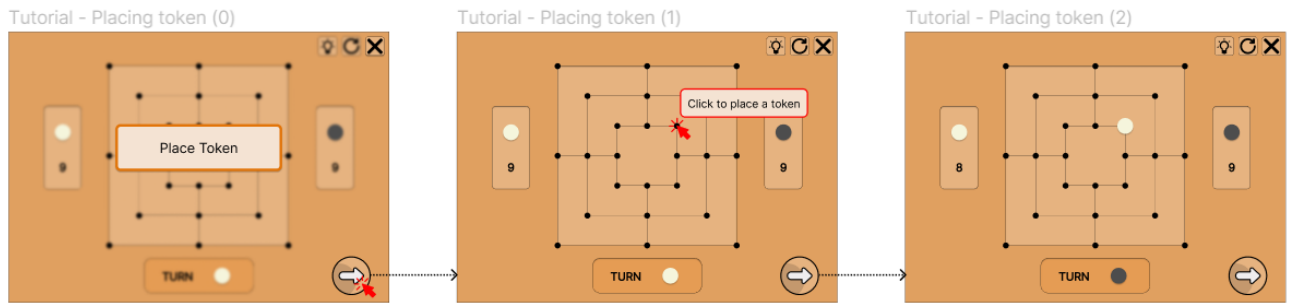 Tutorial - Placing token (0)
Place Token
9
9
TURN
Tutorial - Placing token (1)
Click to place a token
9
9
TURN
Tutorial - Placing token (2)
8
9
TURN